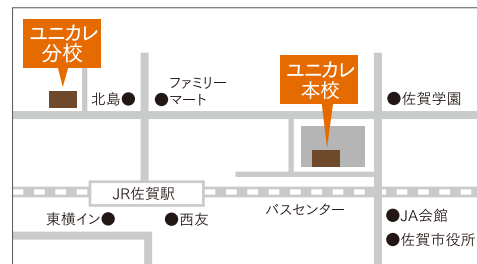 ユニカレ
分校
北島
ファミリー
マート
ユニカレ
本校
佐賀学園
JR佐賀駅
東横イン
西友
バスセンター
JA会館
佐賀市役所